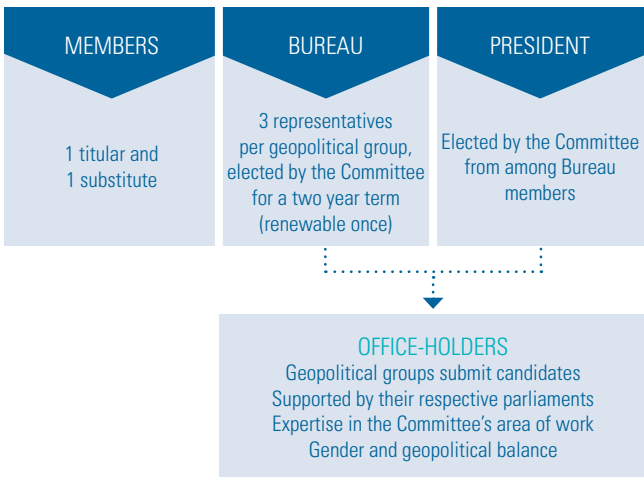 MEMBERS
1 titular and
1 substitute
BUREAU
3 representatives
per geopolitical group,
elected by the Committee
for a two year term
(renewable once)
PRESIDENT
Elected by the Committee
from among Bureau
members
OFFICE-HOLDERS
Geopolitical groups submit candidates
Supported by their respective parliaments
Expertise in the Committee's area of work
Gender and geopolitical balance